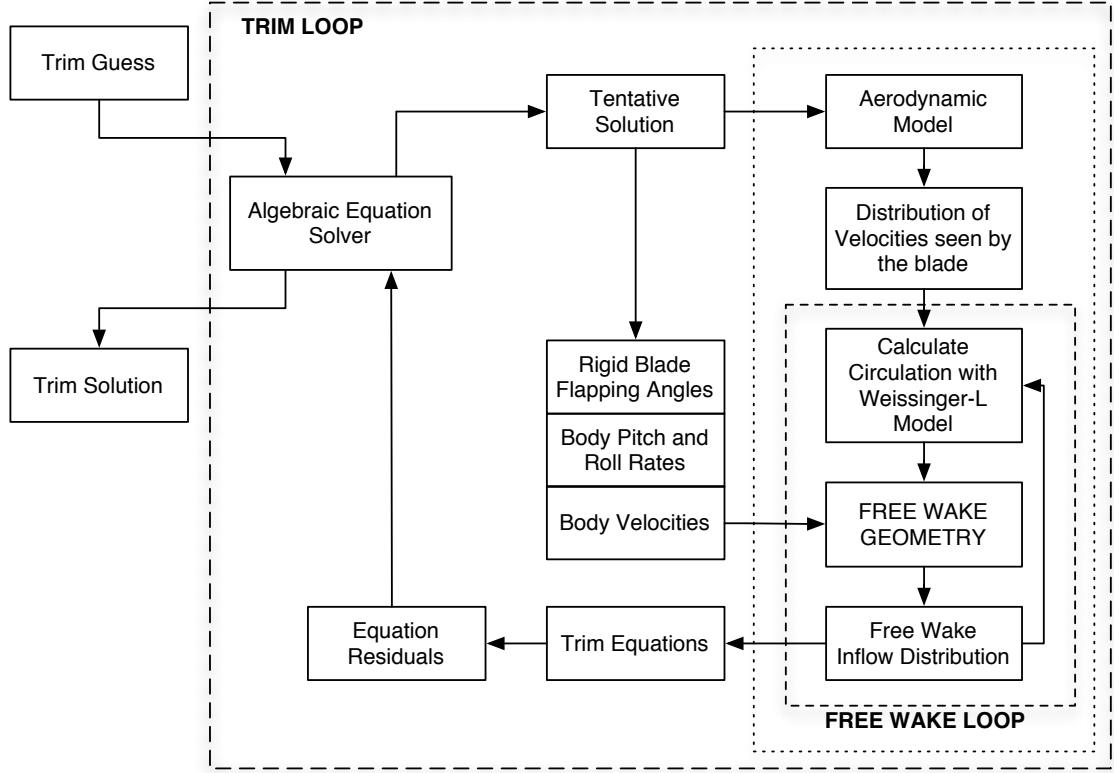 TRIM LOOP
Trim Guess
Tentative
Solution
Aerodynamic
Model
Algebraic Equation
Solver
Distribution of
Velocities seen by
the blade
Trim Solution
Rigid Blade
Flapping Angles
Body Pitch and
Roll Rates
Body Velocities
Calculate
Circulation with
Weissinger-L
Model
FREE WAKE
GEOMETRY
Equation
Residuals
Trim Equations
Free Wake
Inflow Distribution
FREE WAKE LOOP